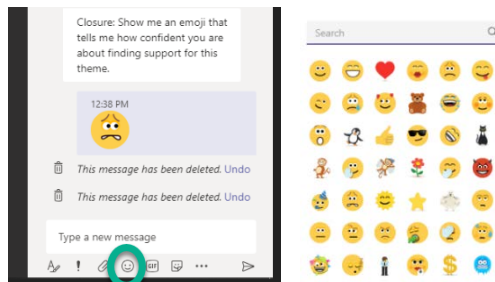 Closure: Show me an emoji that
tells me how confident you are
about finding support for this
theme.
12:38 PM
This message has been deleted. Undo
This message has been deleted. Undo
Type a new message
GIF
Search